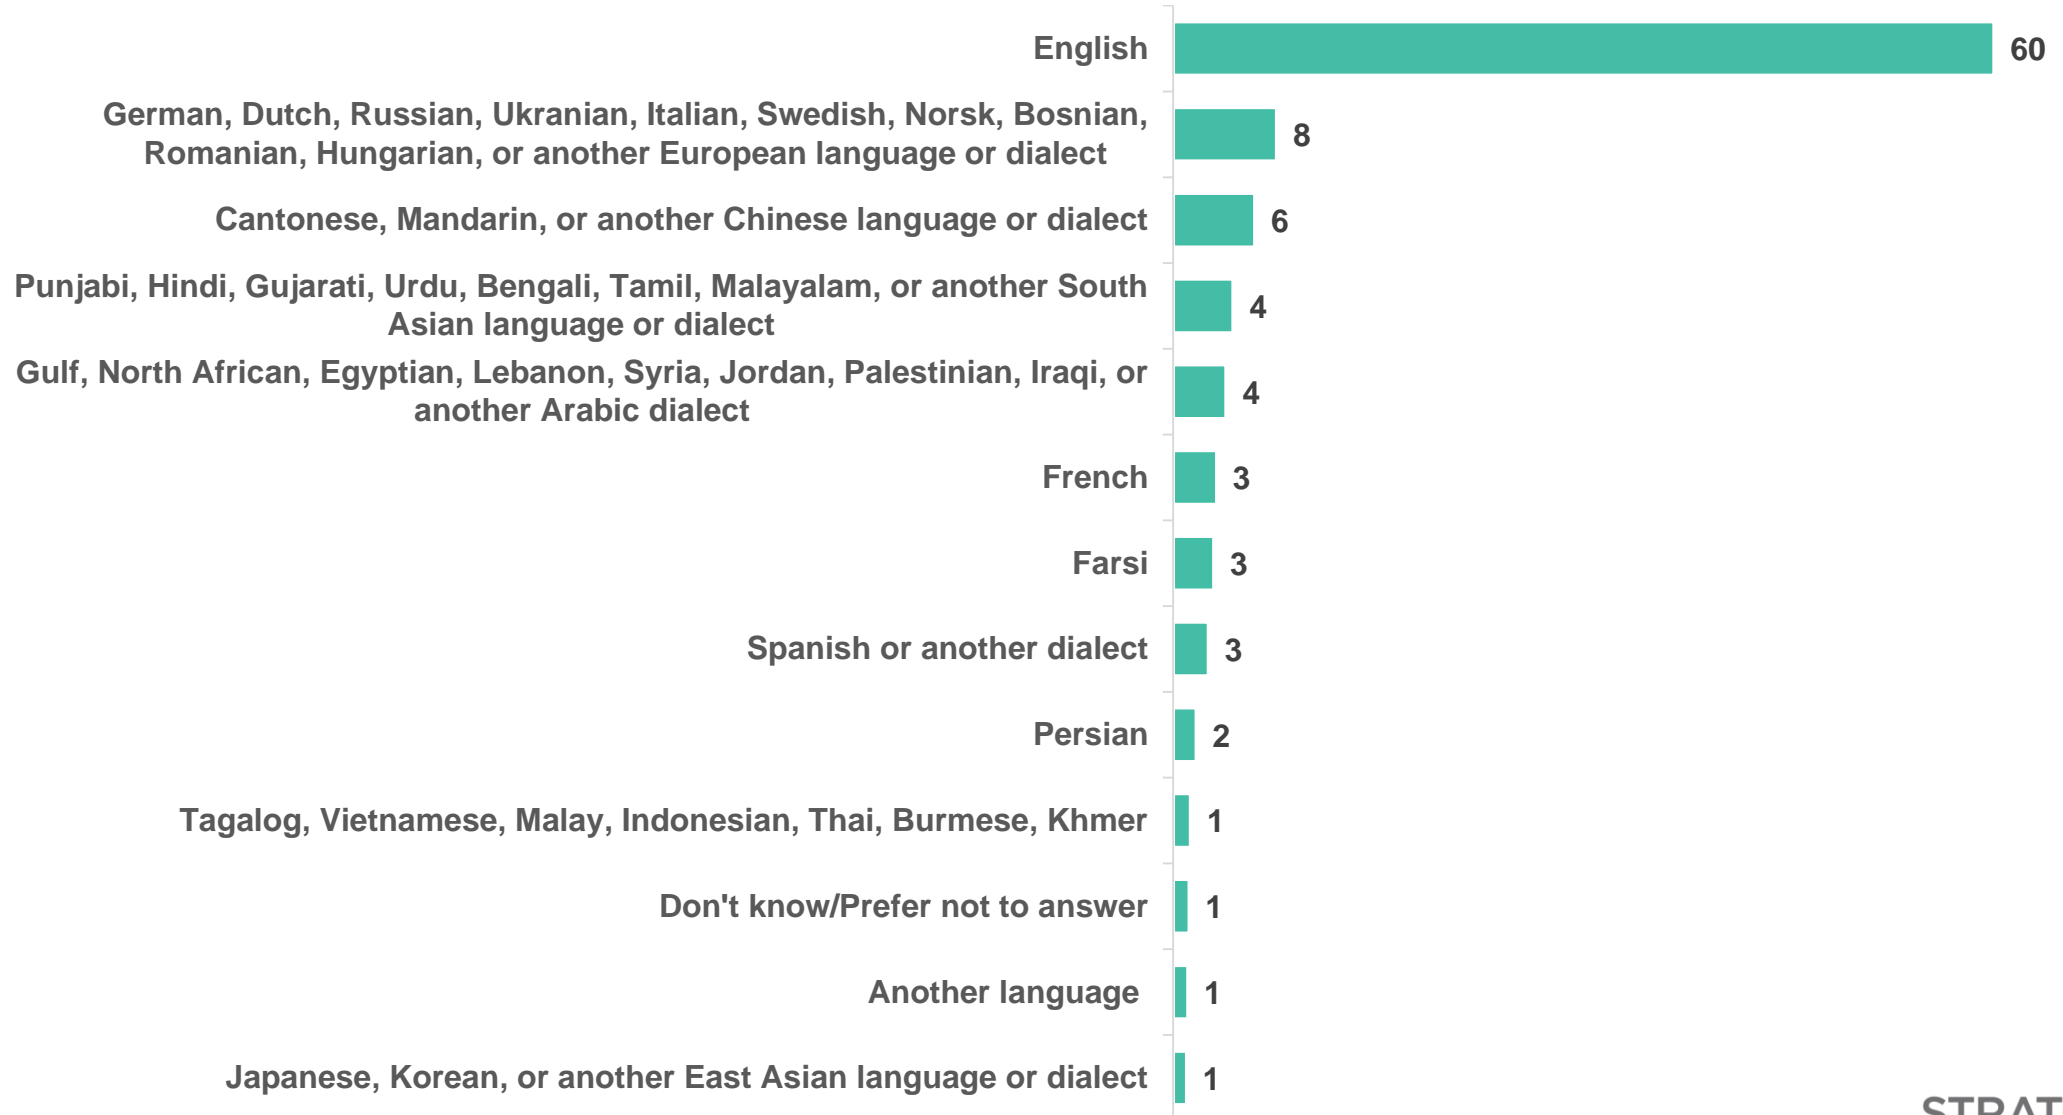 English 60
German, Dutch, Russian, Ukranian, Italian, Swedish, Norsk, Bosnian,
Romanian, Hungarian, or another European language or dialect 8
Cantonese, Mandarin, or another Chinese language or dialect 6
Punjabi, Hindi, Gujarati, Urdu, Bengali, Tamil, Malayalam, or another South
Asian language or dialect 4
Gulf, North African, Egyptian, Lebanon, Syria, Jordan, Palestinian, Iraqi, or
another Arabic dialect 4
French 3
Farsi 3
Spanish or another dialect 3
Persian 2
Tagalog, Vietnamese, Malay, Indonesian, Thai, Burmese, Khmer 1
Don't know/Prefer not to answer 1
Another language 1
Japanese, Korean, or another East Asian language or dialect 1